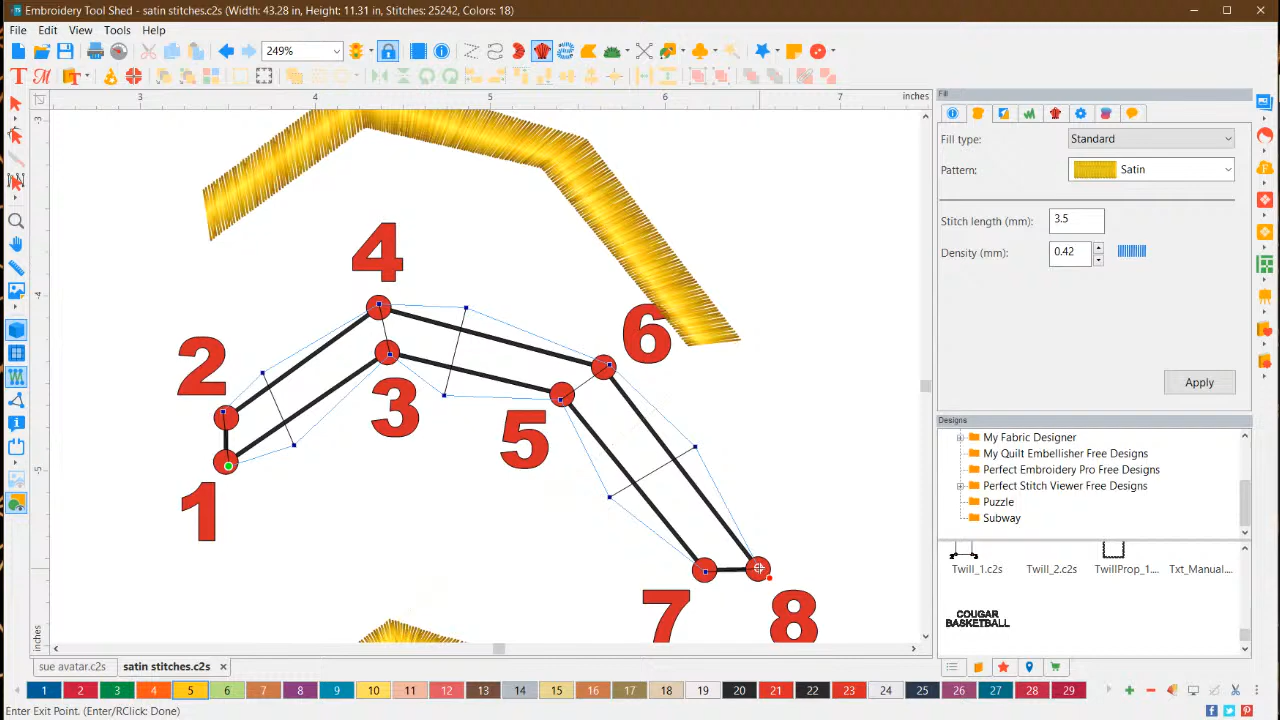 Embroidery Tool Shed - satin stitches.c2s (Width: 43.28 in, Height: 11.31 in, Stitches: 25242, Colors: 18)
File Edit View Tools Help
249%
3 4 5 6 7 inches
Fill
-3
Fill type: Standard
Pattern: Satin
Stitch length (mm): 3.5
Density (mm): 0.42
4
-4
6
2
Apply
3
5
Designs
My Fabric Designer
My Quilt Embellisher Free Designs
Perfect Embroidery Pro Free Designs
Perfect Stitch Viewer Free Designs
Puzzle
Subway
-5
1
Twill_1.c2s Twill_2.c2s TwillProp_1.... Txt_Manual....
7 8
COUGAR
BASKETBALL
inches
sue avatar.c2s satin stitches.c2s
1 2 3 4 5 6 7 8 9 10 11 12 13 14 15 16 17 18 19 20 21 22 23 24 25 26 27 28 29
Enter Exit Point. (Enter/RClick: Done)